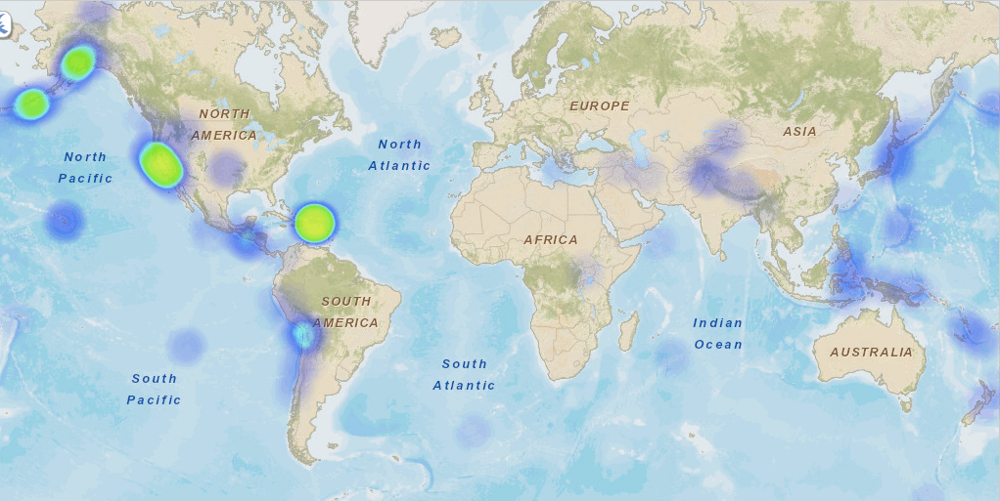 EUROPE
NORTH
AMERICA
ASIA
North
Atlantic
North
Pacific
AFRICA
SOUTH
AMERICA
Indian
Ocean
AUSTRALIA
South
Atlantic
South
Pacific